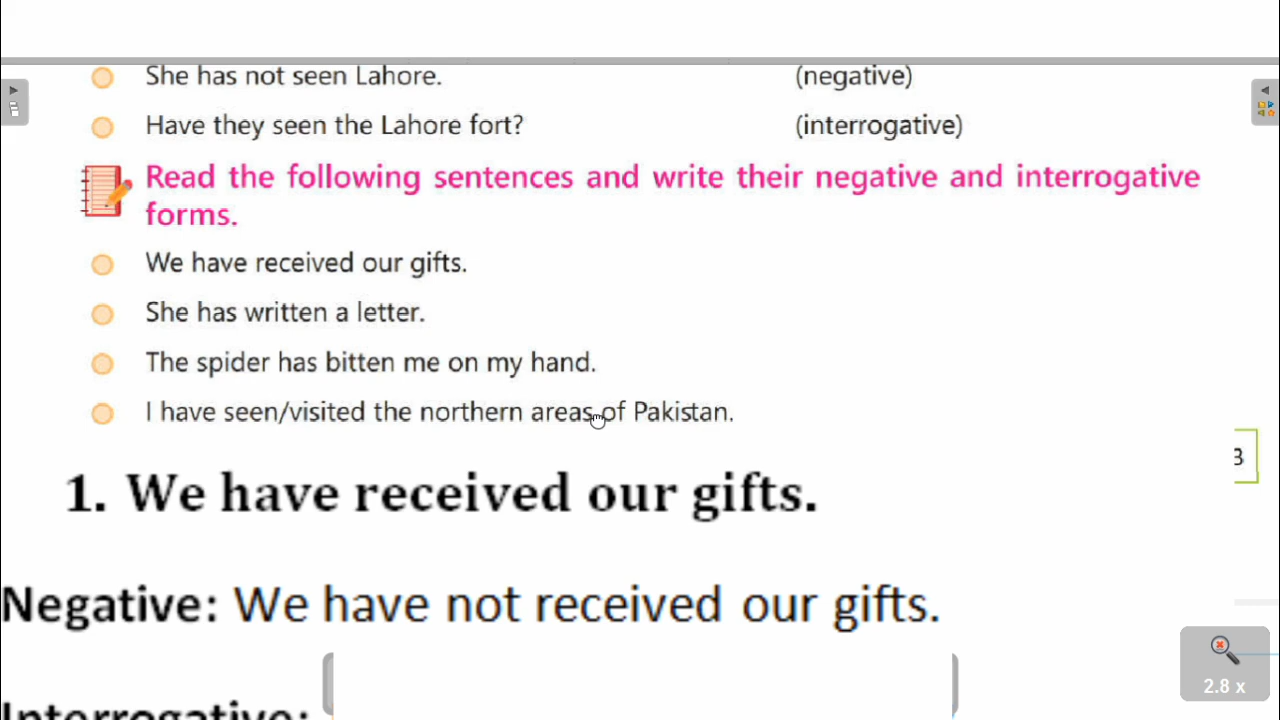 She has not seen Lahore. (negative)
Have they seen the Lahore fort? (interrogative)
Read the following sentences and write their negative and interrogative
forms.
We have received our gifts.
She has written a letter.
The spider has bitten me on my hand.
I have seen/visited the northern areas of Pakistan.
3
1. We have received our gifts.
Negative: We have not received our gifts.
2.8 x
Interrogative: